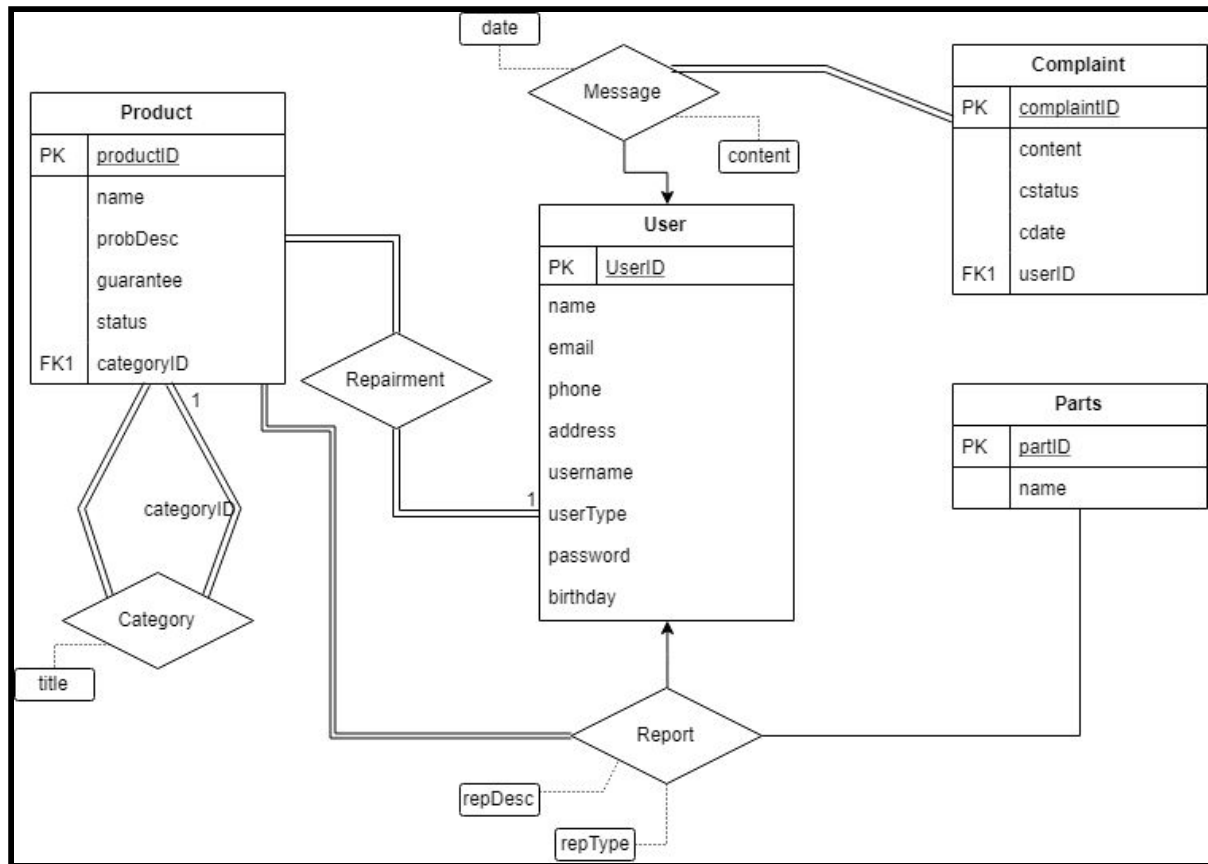 date
Message
content
Complaint
PK complaintID
content
cstatus
cdate
FK1 userID
Product
PK productID
name
probDesc
guarantee
status
FK1 categoryID
1
categoryID
Category
title
Repairment
1
User
PK UserID
name
email
phone
address
username
userType
password
birthday
Parts
PK partID
name
Report
repDesc
repType